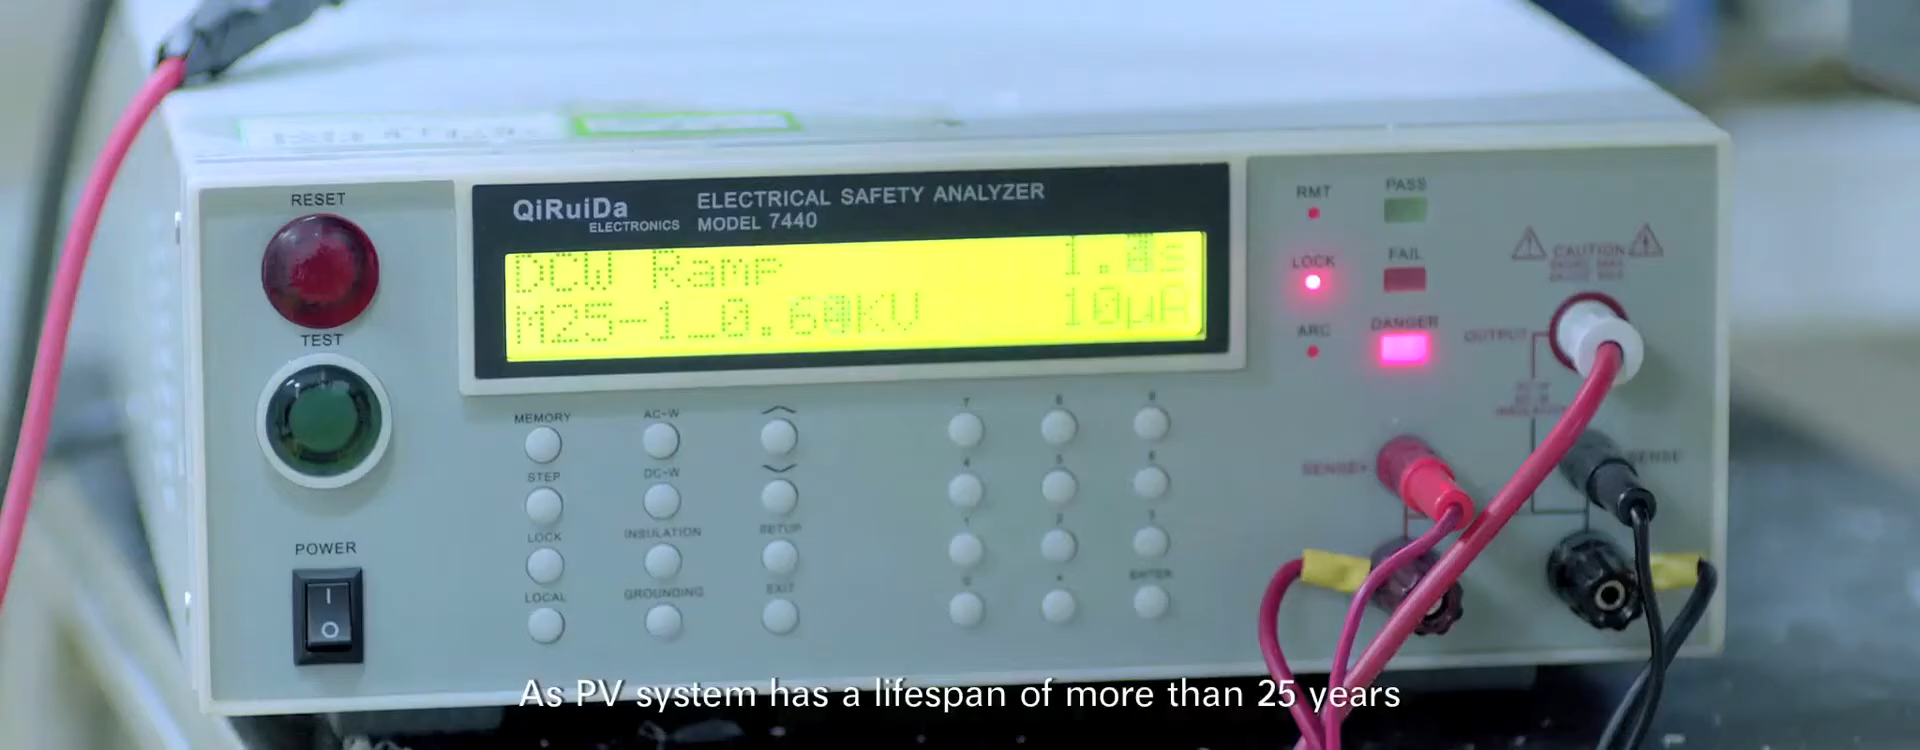 RESET
QiRuiDa
ELECTRONICS
ELECTRICAL SAFETY ANALYZER
MODEL 7440
DCW Ramp
M25-1_0.60KV
10µA
TEST
POWER
RMT
PASS
LOCK
FAIL
ARC
DANGER
CAUTION
OUTPUT
SENSE+
SENSE
MEMORY
AC-W
STEP
DC-W
LOCK
INSULATION
SETUP
LOCAL
GROUNDING
EXIT
ENTER
As PV system has a lifespan of more than 25 years